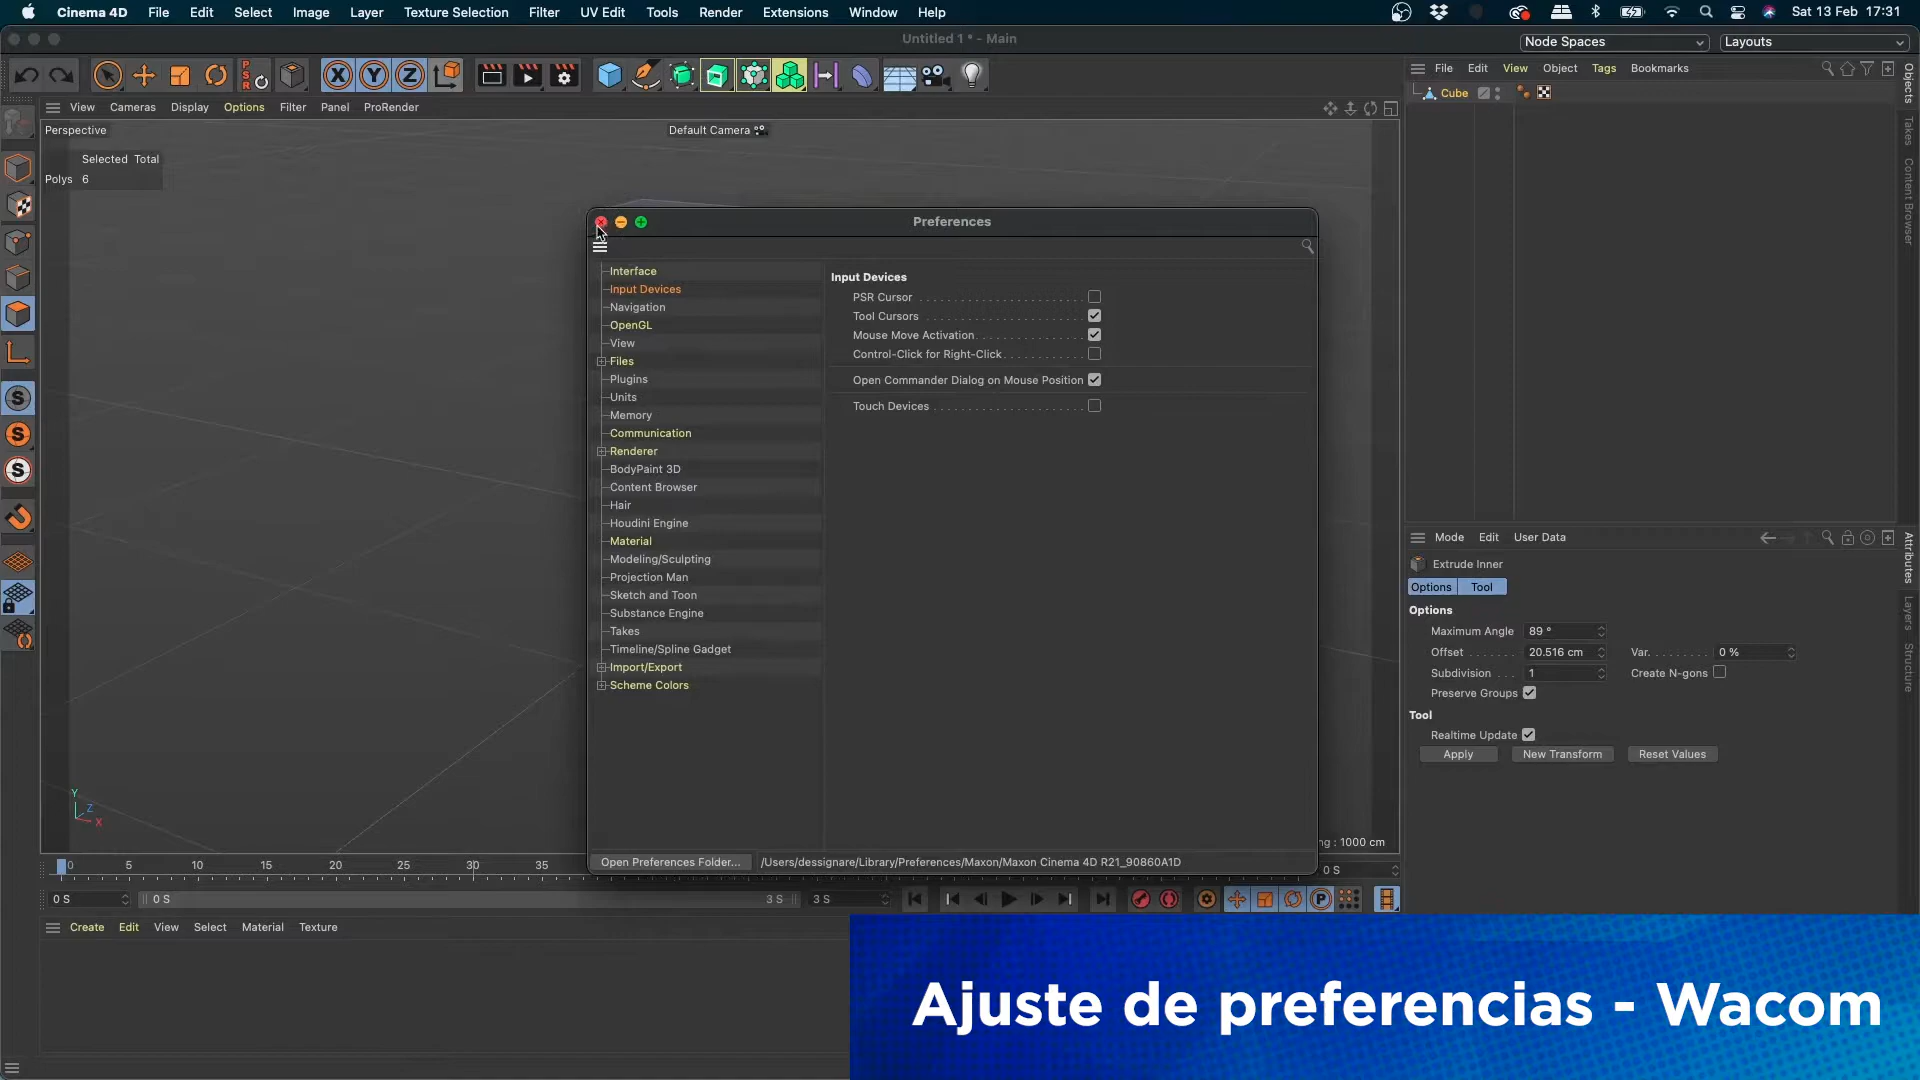 Cinema 4D File Edit Select Image Layer Texture Selection Filter UV Edit Tools Render Extensions Window Help Sat 13 Feb 17:31
Untitled 1 * - Main
Node Spaces Layouts
File Edit View Object Tags Bookmarks
Cube
Objects
Takes
Content Browser
View Cameras Display Options Filter Panel ProRender
Perspective
Default Camera
Selected Total
Polys 6
Preferences
Interface
Input Devices
Navigation
OpenGL
View
Files
Plugins
Units
Memory
Communication
Renderer
BodyPaint 3D
Content Browser
Hair
Houdini Engine
Material
Modeling/Sculpting
Projection Man
Sketch and Toon
Substance Engine
Takes
Timeline/Spline Gadget
Import/Export
Scheme Colors
Input Devices
PSR Cursor
Tool Cursors
Mouse Move Activation
Control-Click for Right-Click
Open Commander Dialog on Mouse Position
Touch Devices
Open Preferences Folder... /Users/dessignare/Library/Preferences/Maxon/Maxon Cinema 4D R21_90860A1D
Mode Edit User Data
Extrude Inner
Options Tool
Options
Maximum Angle 89 °
Offset 20.516 cm Var. 0 %
Subdivision 1 Create N-gons
Preserve Groups
Tool
Realtime Update
Apply New Transform Reset Values
Attributes
Layers
Structure
Y
Z
X
ng : 1000 cm
0 5 10 15 20 25 30 35
0 S
0 S 0 S 3 S 3 S
Create Edit View Select Material Texture
Ajuste de preferencias - Wacom